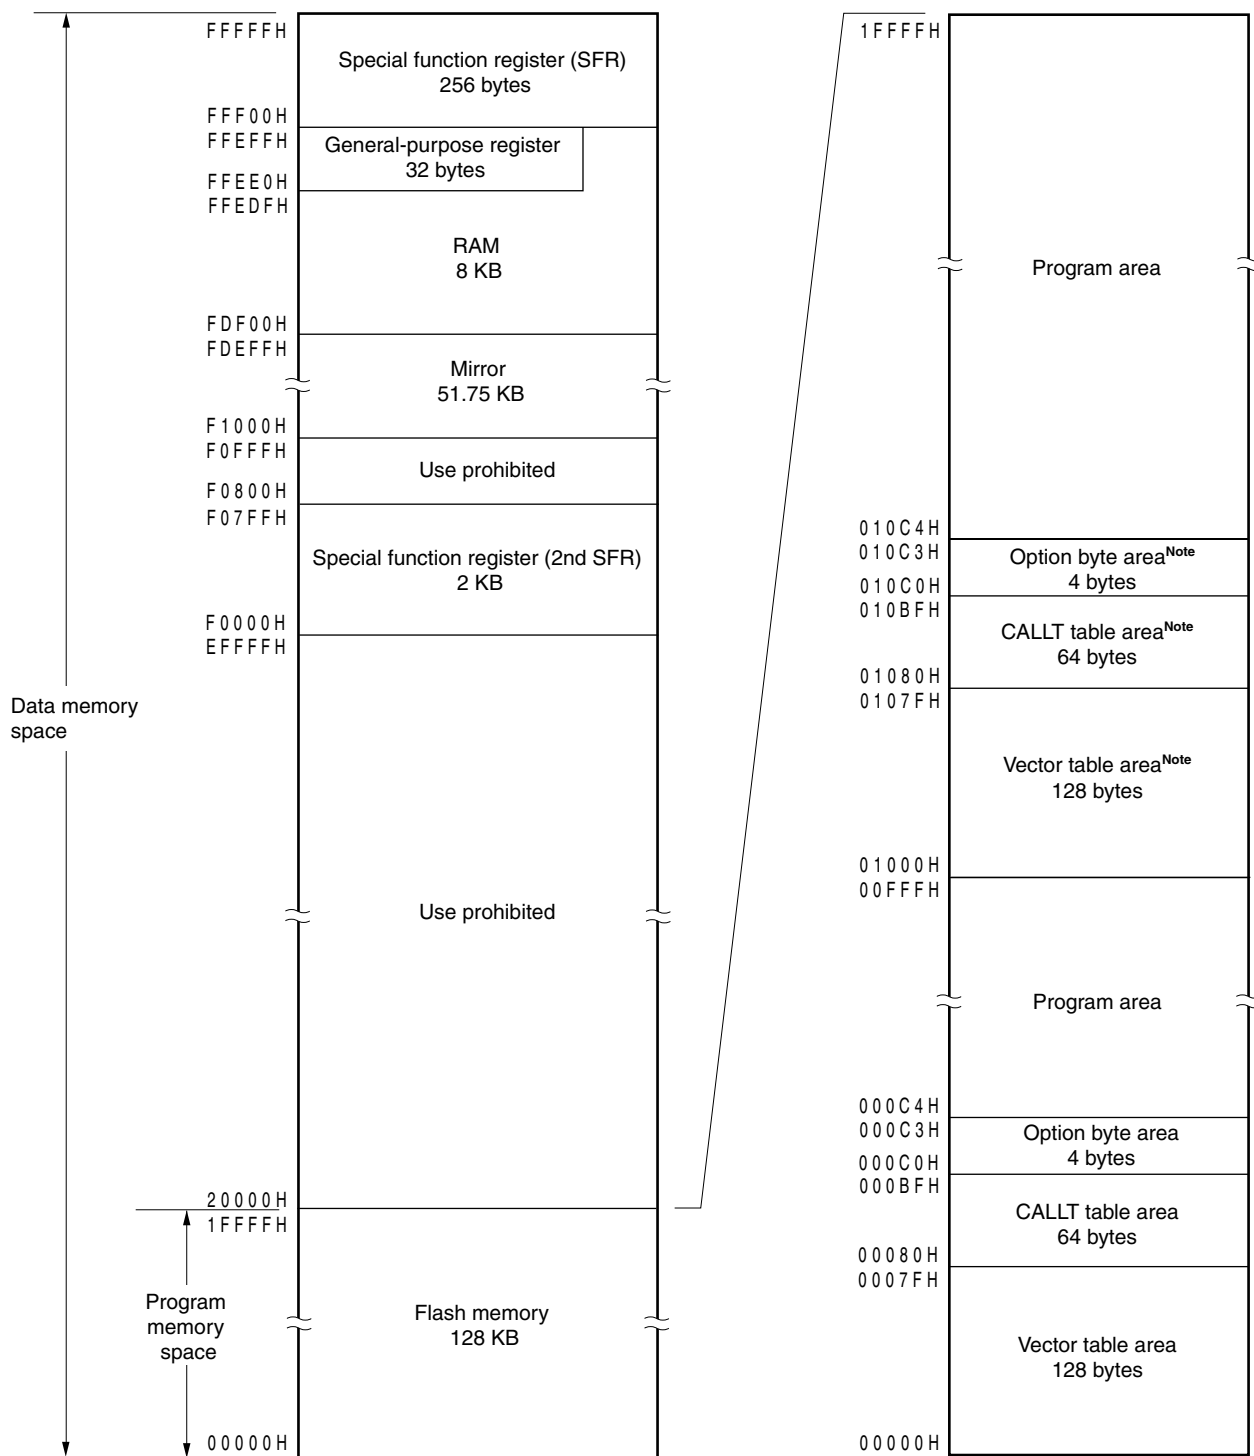 FFFFFH
Special function register (SFR)
256 bytes
FFF00H
FFEFFH
General-purpose register
32 bytes
FFEE0H
FFEDFH
RAM
8 KB
FDF00H
FDEFFH
Mirror
51.75 KB
F1000H
F0FFFH
Use prohibited
F0800H
F07FFH
Special function register (2nd SFR)
2 KB
F0000H
EFFFFH
Data memory
space
Use prohibited
20000H
1FFFFH
Program
memory
space
Flash memory
128 KB
00000H
1FFFFH
Program area
010C4H
010C3H
Option byte areaNote
4 bytes
010C0H
010BFH
CALLT table areaNote
64 bytes
01080H
0107FH
Vector table areaNote
128 bytes
01000H
00FFFH
Program area
000C4H
000C3H
Option byte area
4 bytes
000C0H
000BFH
CALLT table area
64 bytes
00080H
0007FH
Vector table area
128 bytes
00000H